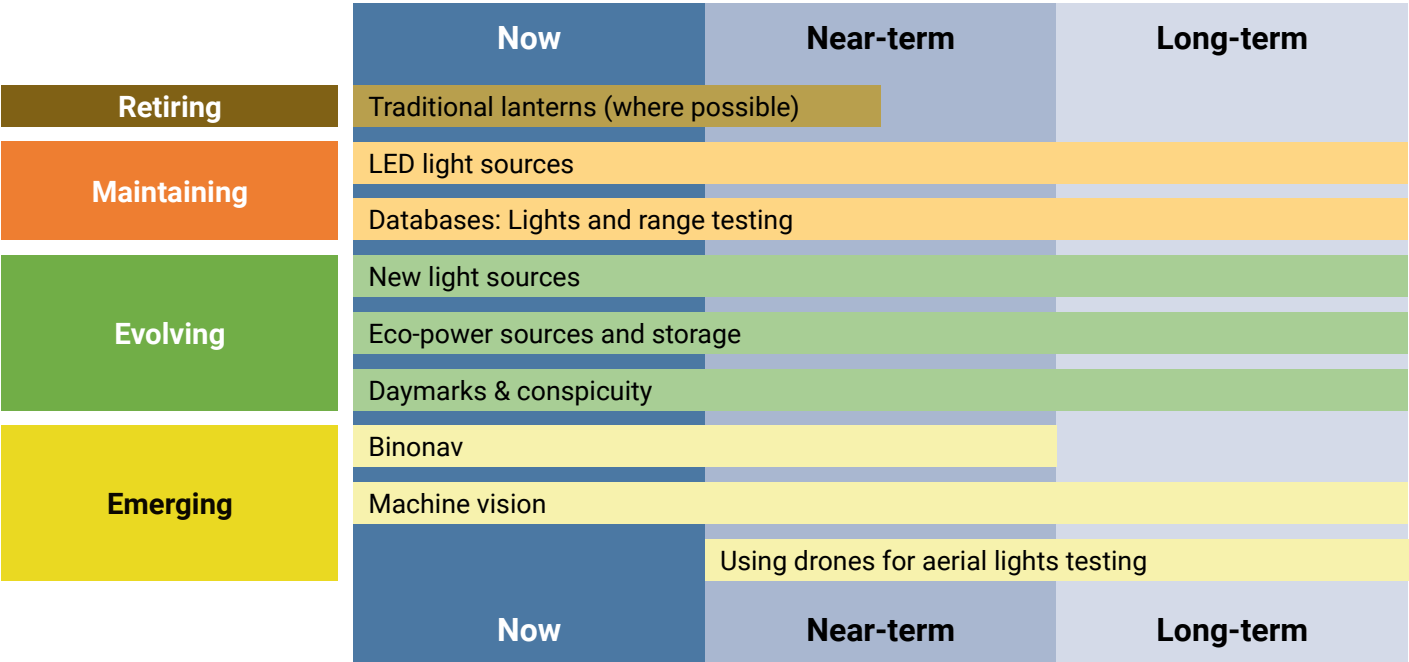 Now Near-term Long-term
Retiring Traditional lanterns (where possible)
LED light sources
Maintaining
Databases: Lights and range testing
New light sources
Evolving Eco-power sources and storage
Daymarks & conspicuity
Binonav
Emerging Machine vision
Using drones for aerial lights testing
Now Near-term Long-term